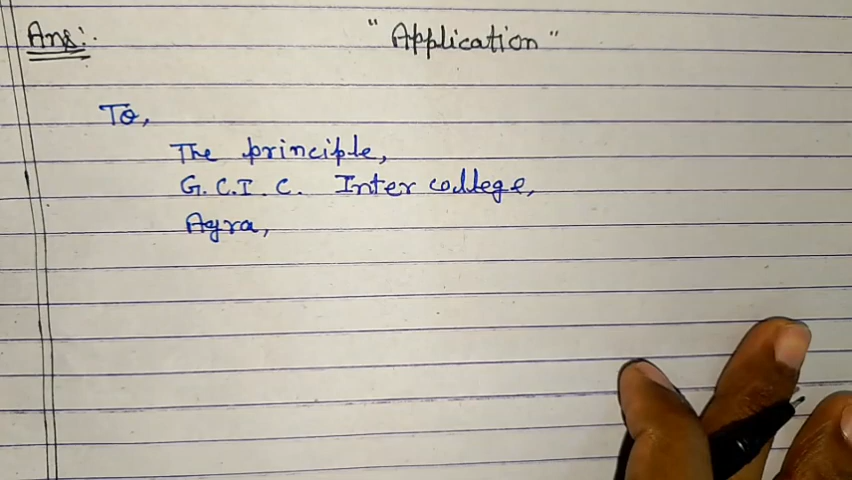 Ans:-
"Application"
To,
The principle,
G.C.I.C. Inter college,
Agra,